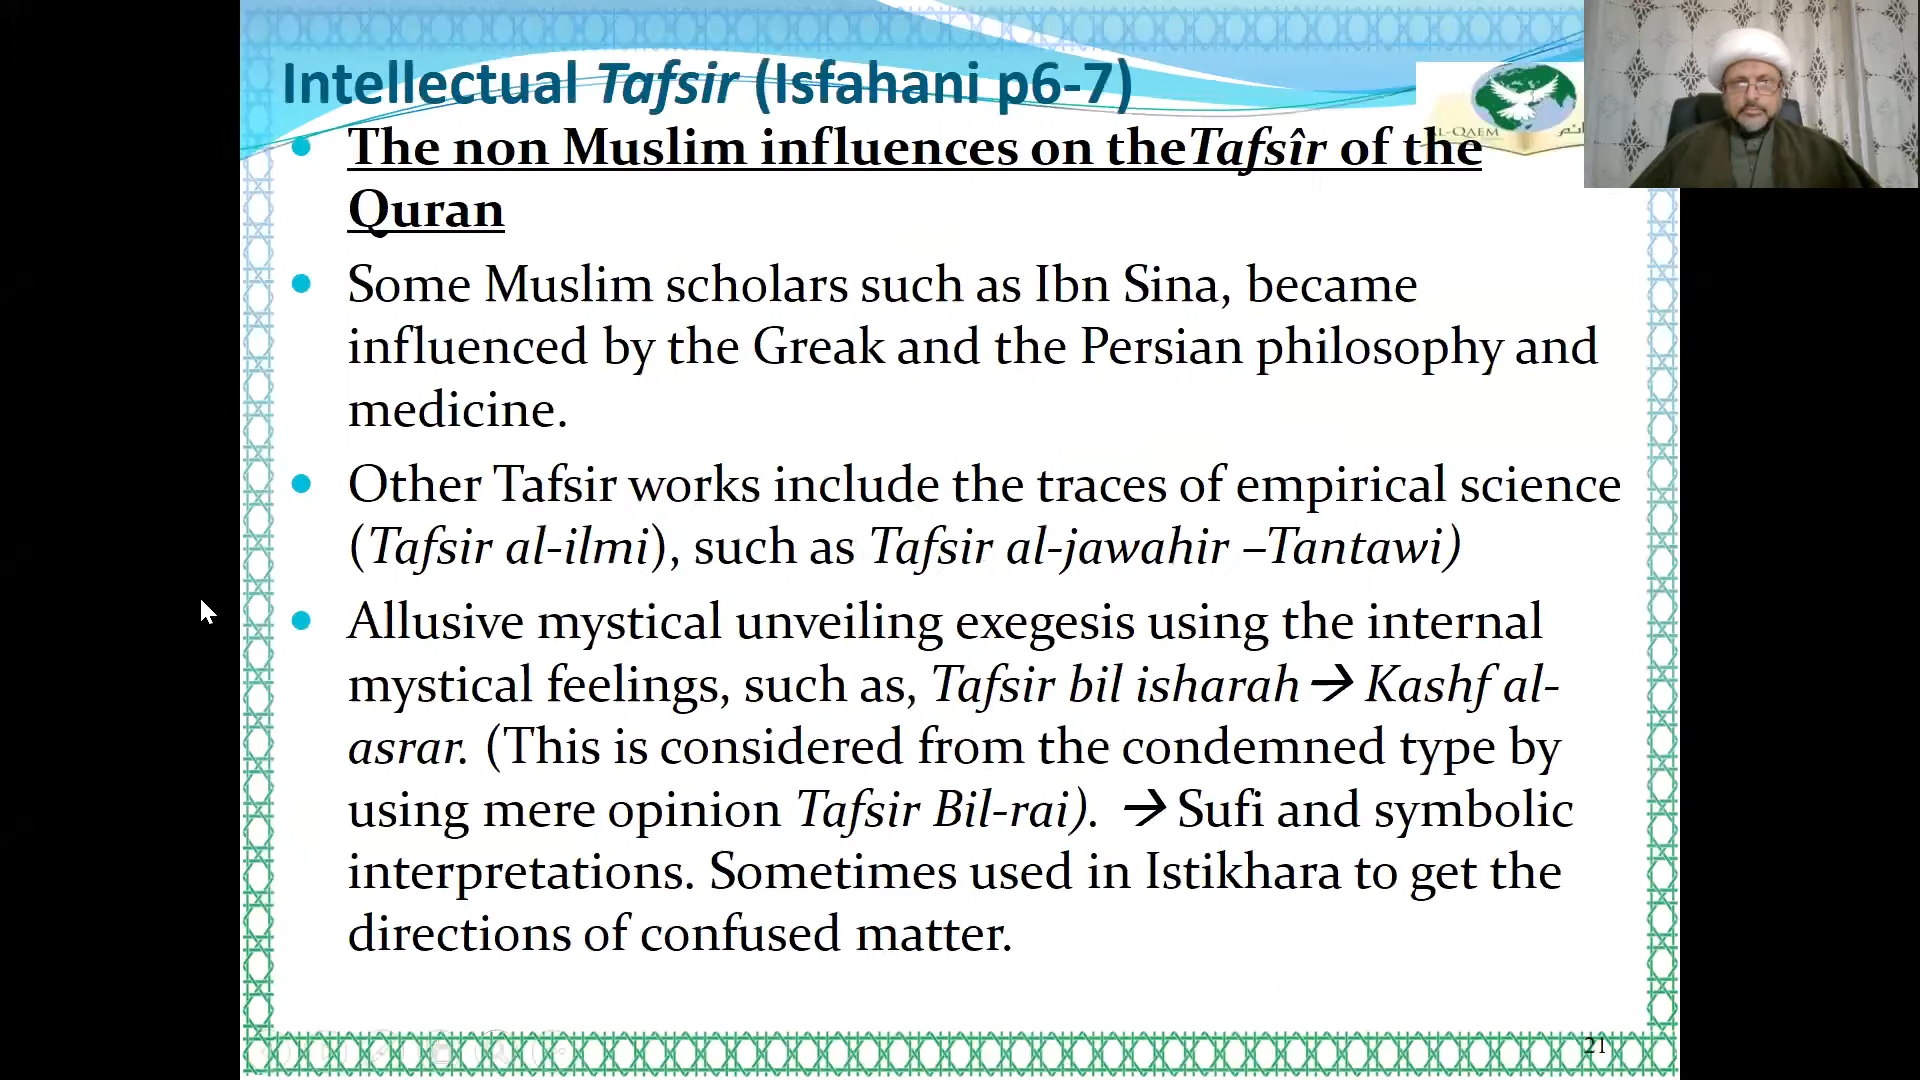 Intellectual Tafsir (Isfahani p6-7)
The non Muslim influences on theTafsîr of the
Quran
Some Muslim scholars such as Ibn Sina, became
influenced by the Greak and the Persian philosophy and
medicine.
Other Tafsir works include the traces of empirical science
(Tafsir al-ilmi), such as Tafsir al-jawahir –Tantawi)
Allusive mystical unveiling exegesis using the internal
mystical feelings, such as, Tafsir bil isharah→ Kashf al-
asrar. (This is considered from the condemned type by
using mere opinion Tafsir Bil-rai). → Sufi and symbolic
interpretations. Sometimes used in Istikhara to get the
directions of confused matter.
L-QAEM
21